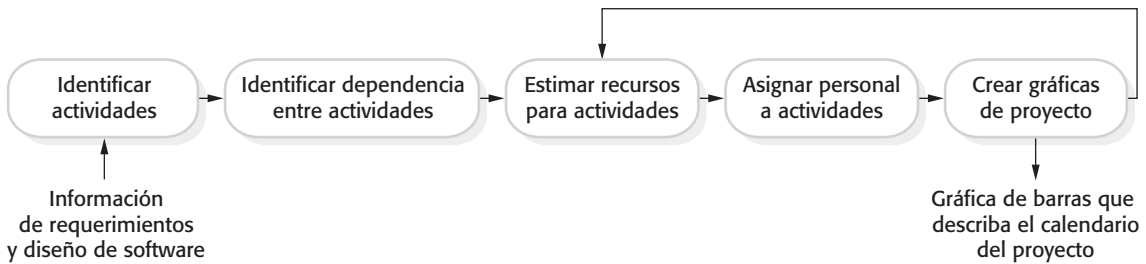 Identificar
actividades
Identificar dependencia
entre actividades
Estimar recursos
para actividades
Asignar personal
a actividades
Crear gráficas
de proyecto
Información
de requerimientos
y diseño de software
Gráfica de barras que
describa el calendario
del proyecto